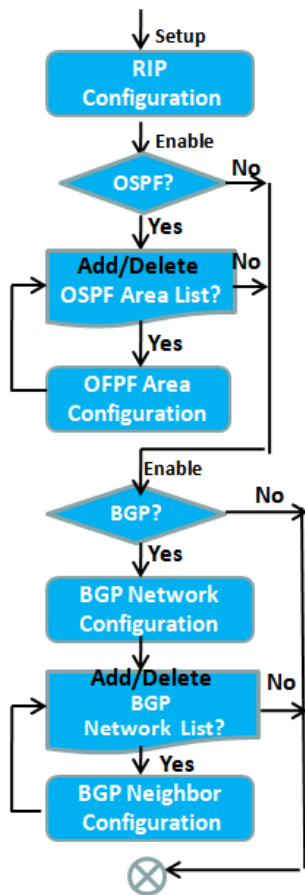 Setup
RIP
Configuration
Enable
OSPF?
No
Yes
Add/Delete
No
OSPF Area List?
Yes
OFPF Area
Configuration
Enable
BGP?
No
Yes
BGP Network
Configuration
Add/Delete
No
BGP
Network List?
Yes
BGP Neighbor
Configuration